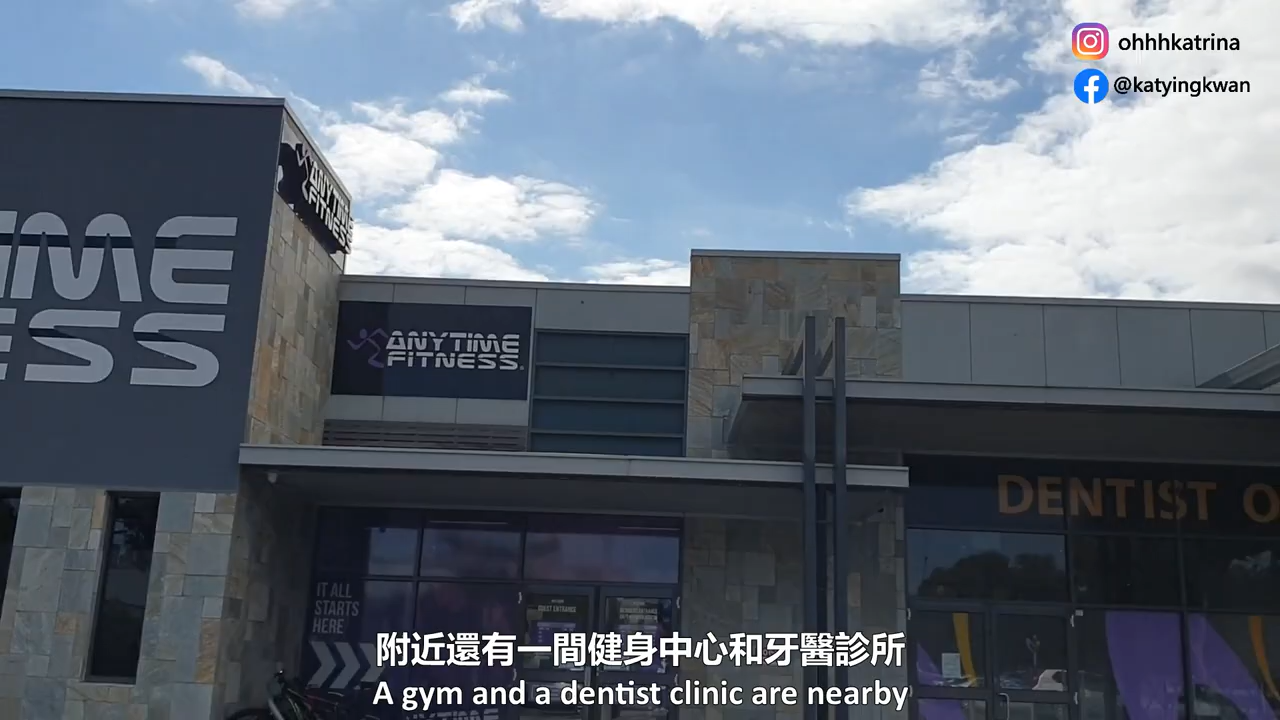 ohhhkatrina
@katyingkwan
ANYTIME
FITNESS
IME
ESS
ANYTIME
FITNESS
DENTIST O
IT ALL
STARTS
HERE
附近還有一間健身中心和牙醫診所
A gym and a dentist clinic are nearby
ANYTIME